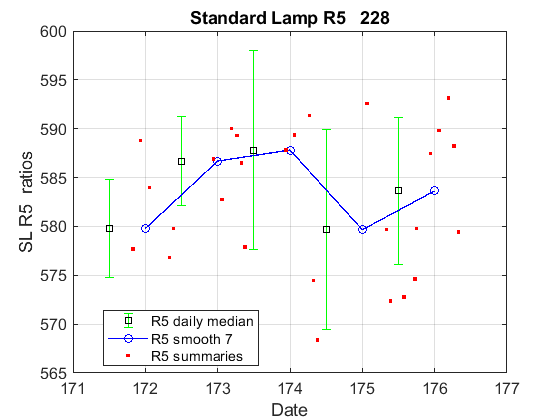 Standard Lamp R5 228
SL R5 ratios
600
595
590
585
580
575
570
565
R5 daily median
R5 smooth 7
R5 summaries
171 172 173 174 175 176 177
Date